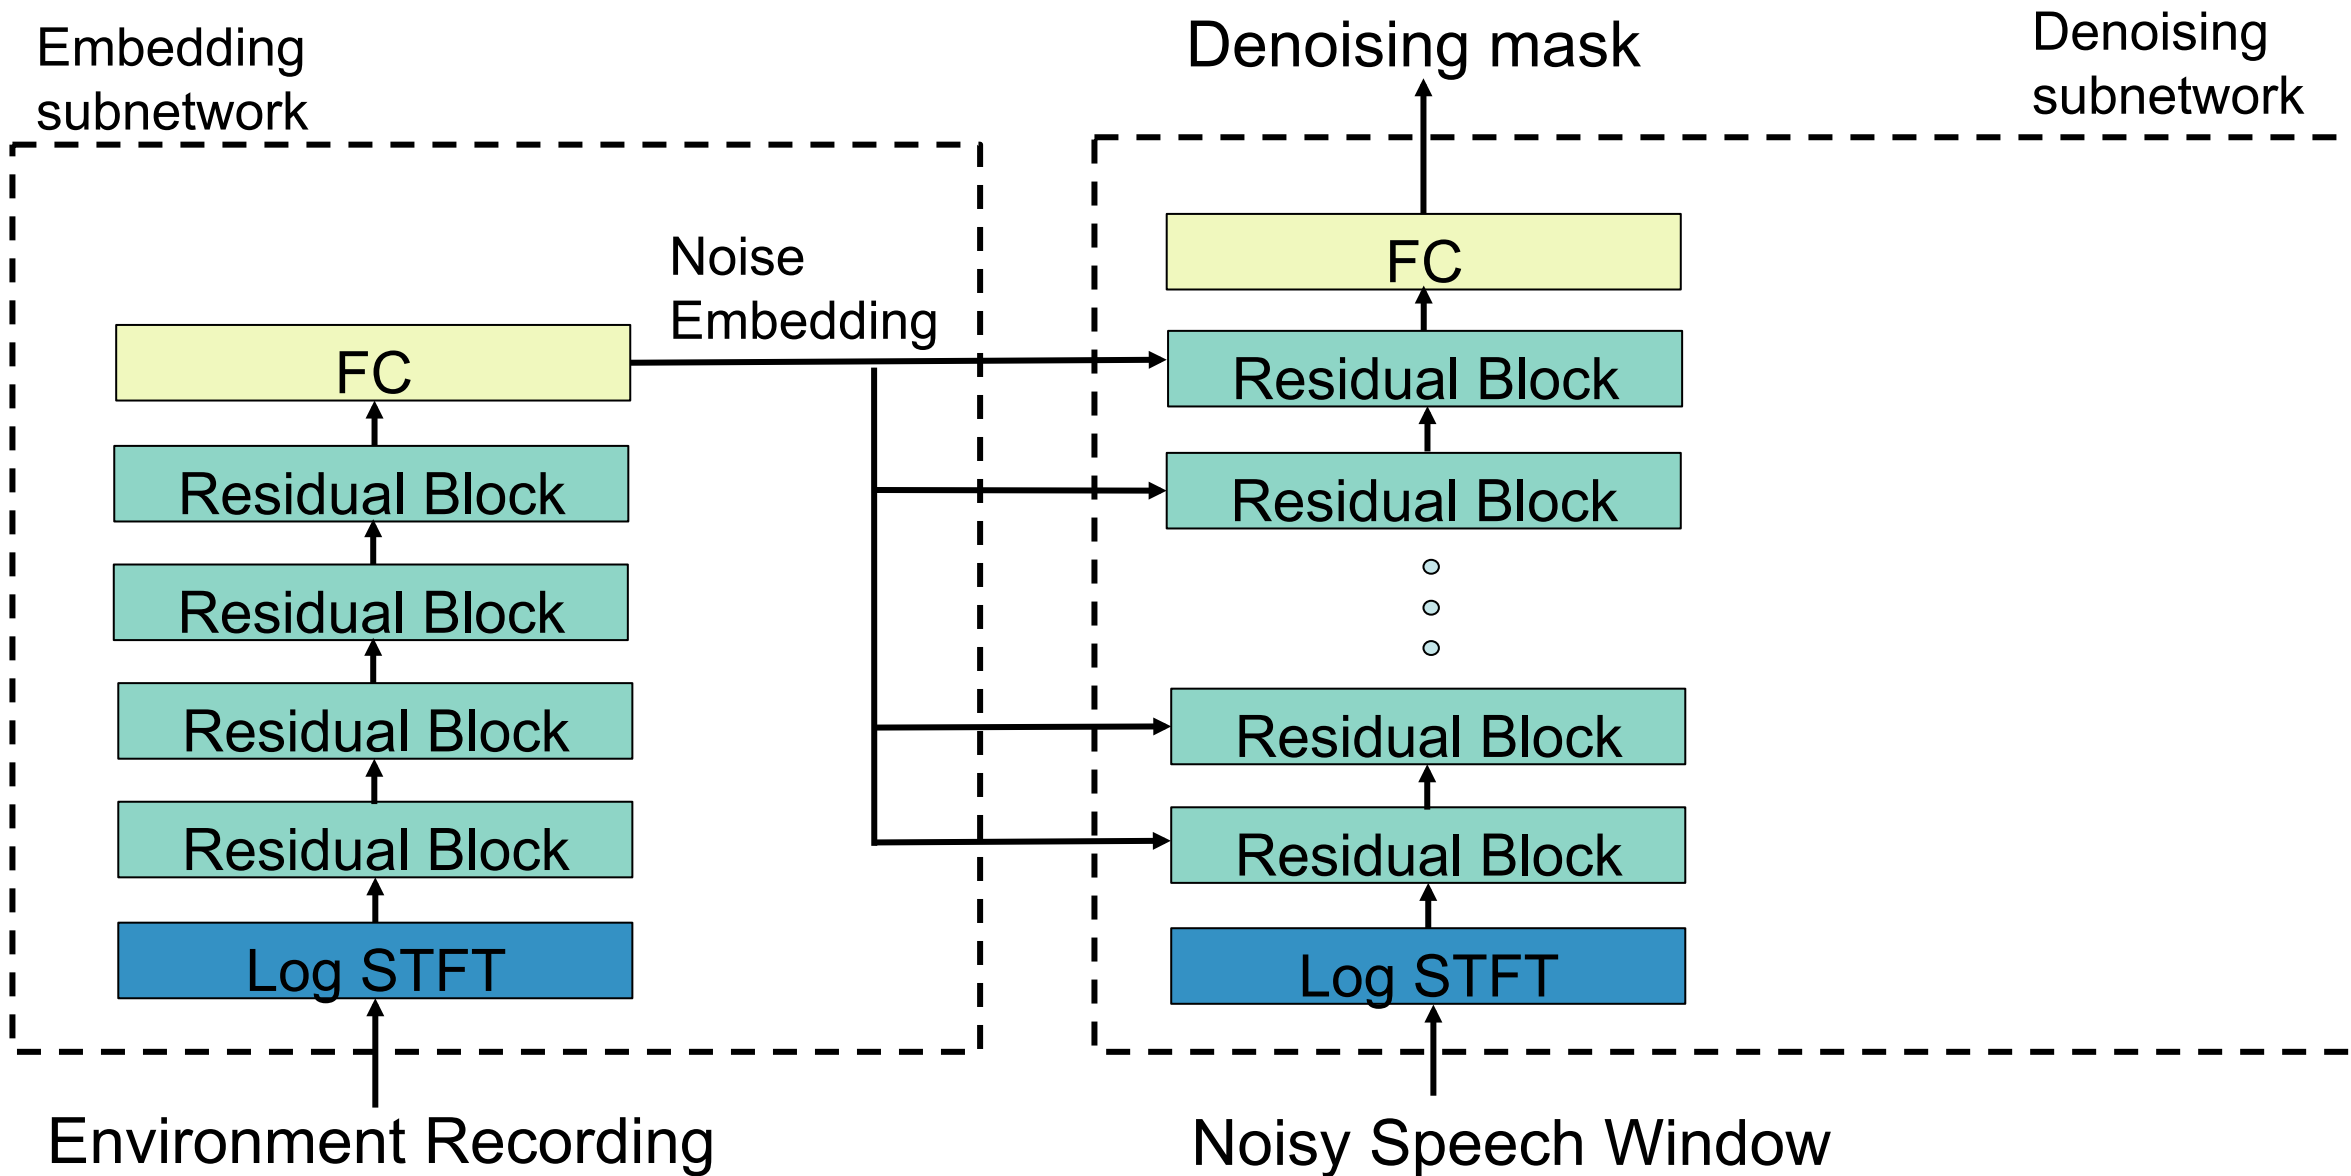 Embedding
subnetwork
Noise
Embedding
FC
Residual Block
Residual Block
Residual Block
Residual Block
Log STFT
Environment Recording
Denoising mask
Denoising
subnetwork
FC
Residual Block
Residual Block
Residual Block
Residual Block
Log STFT
Noisy Speech Window